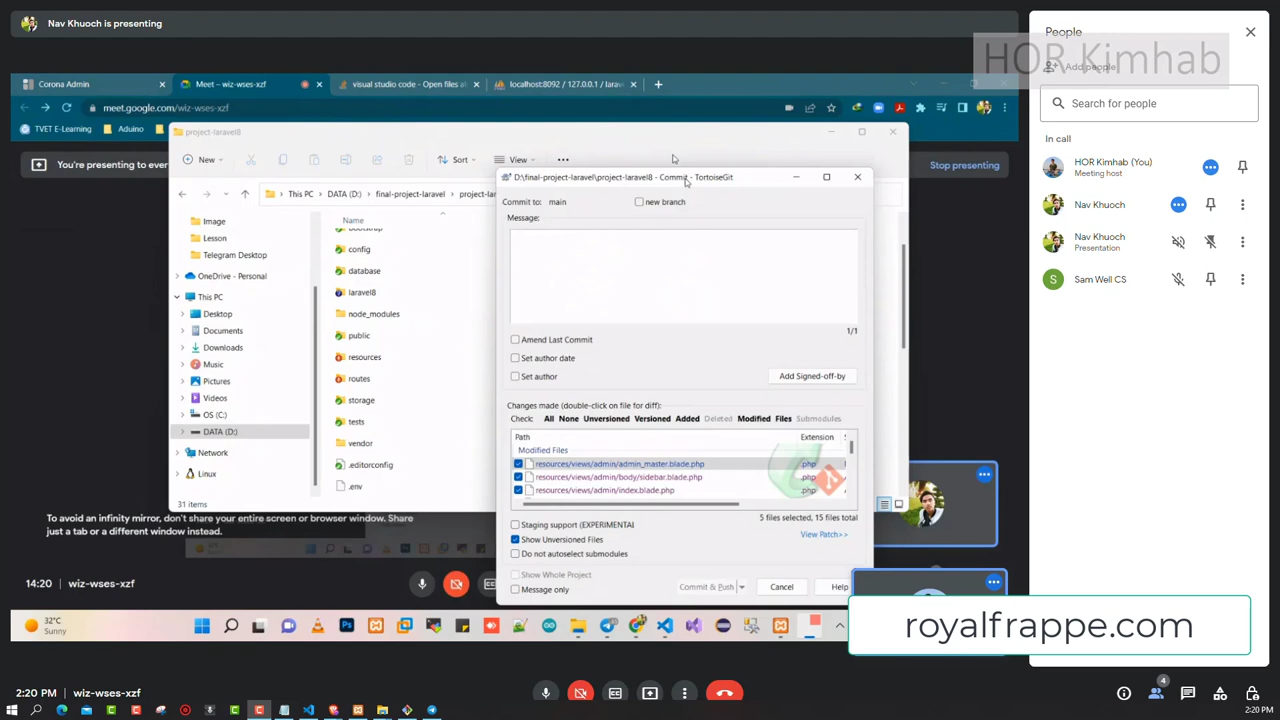 Nav Khuoch is presenting
People
HOR Kimhab
Add people
Search for people
In call
HOR Kimhab (You)
Meeting host
Nav Khuoch
Nav Khuoch
Presentation
Sam Well CS
Corona Admin
Meet – wiz-wses-xzf
visual studio code - Open files at
localhost:8092 / 127.0.0.1 / larav
meet.google.com/wiz-wses-xzf
TVET E-Learning
Aduino
You're presenting to ever
Stop presenting
project-laravel8
New
Sort
View
This PC
DATA (D:)
final-project-laravel
project-lar
Image
Lesson
Telegram Desktop
OneDrive - Personal
This PC
Desktop
Documents
Downloads
Music
Pictures
Videos
OS (C:)
DATA (D:)
Network
Linux
31 items
Name
bootstrap
config
database
laravel8
node_modules
public
resources
routes
storage
tests
vendor
.editorconfig
.env
D:\final-project-laravel\project-laravel8 - Commit - TortoiseGit
Commit to: main
new branch
Message:
1/1
Amend Last Commit
Set author date
Set author
Add Signed-off-by
Changes made (double-click on file for diff):
Check: All None Unversioned Versioned Added Deleted Modified Files Submodules
Path Extension S
Modified Files
resources/views/admin/admin_master.blade.php .php
resources/views/admin/body/sidebar.blade.php .php
resources/views/admin/index.blade.php .php
5 files selected, 15 files total
Staging support (EXPERIMENTAL
View Patch>>
Show Unversioned Files
Do not autoselect submodules
Show Whole Project
Message only
Commit & Push
Cancel
Help
To avoid an infinity mirror, don't share your entire screen or browser window. Share
just a tab or a different window instead.
14:20 wiz-wses-xzf
32°C
Sunny
royalfrappe.com
2:20 PM wiz-wses-xzf
4
2:20 PM